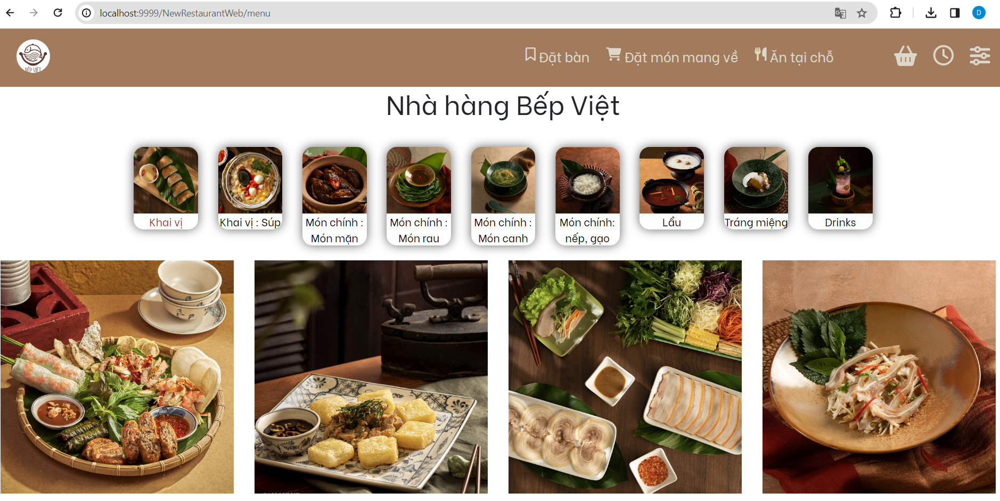 localhost:9999/NewRestaurantWeb/menu
D
BẾP VIỆT
Đặt bàn
Đặt món mang về
Ăn tại chỗ
Nhà hàng Bếp Việt
Khai vị
Khai vị : Súp
Món chính :
Món mặn
Món chính :
Món rau
Món chính :
Món canh
Món chính:
nếp, gạo
Lẩu
Tráng miệng
Drinks